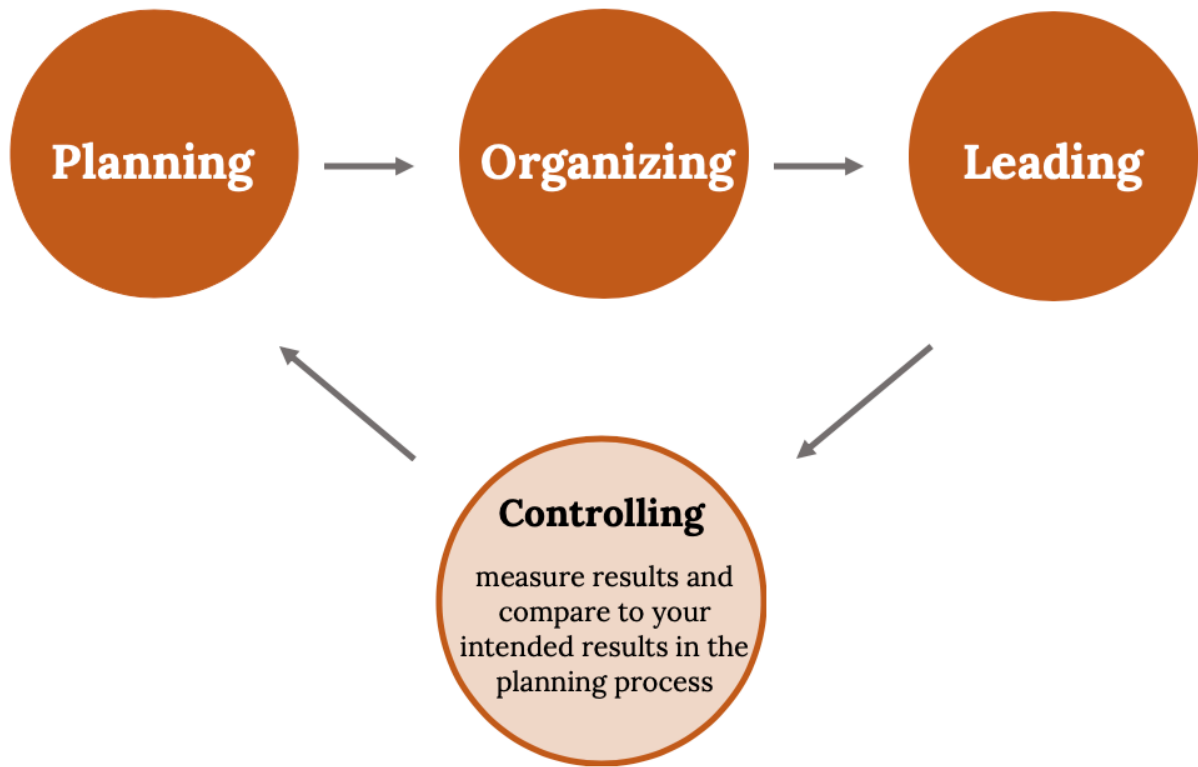 Planning
Organizing
Leading
Controlling
measure results and
compare to your
intended results in the
planning process